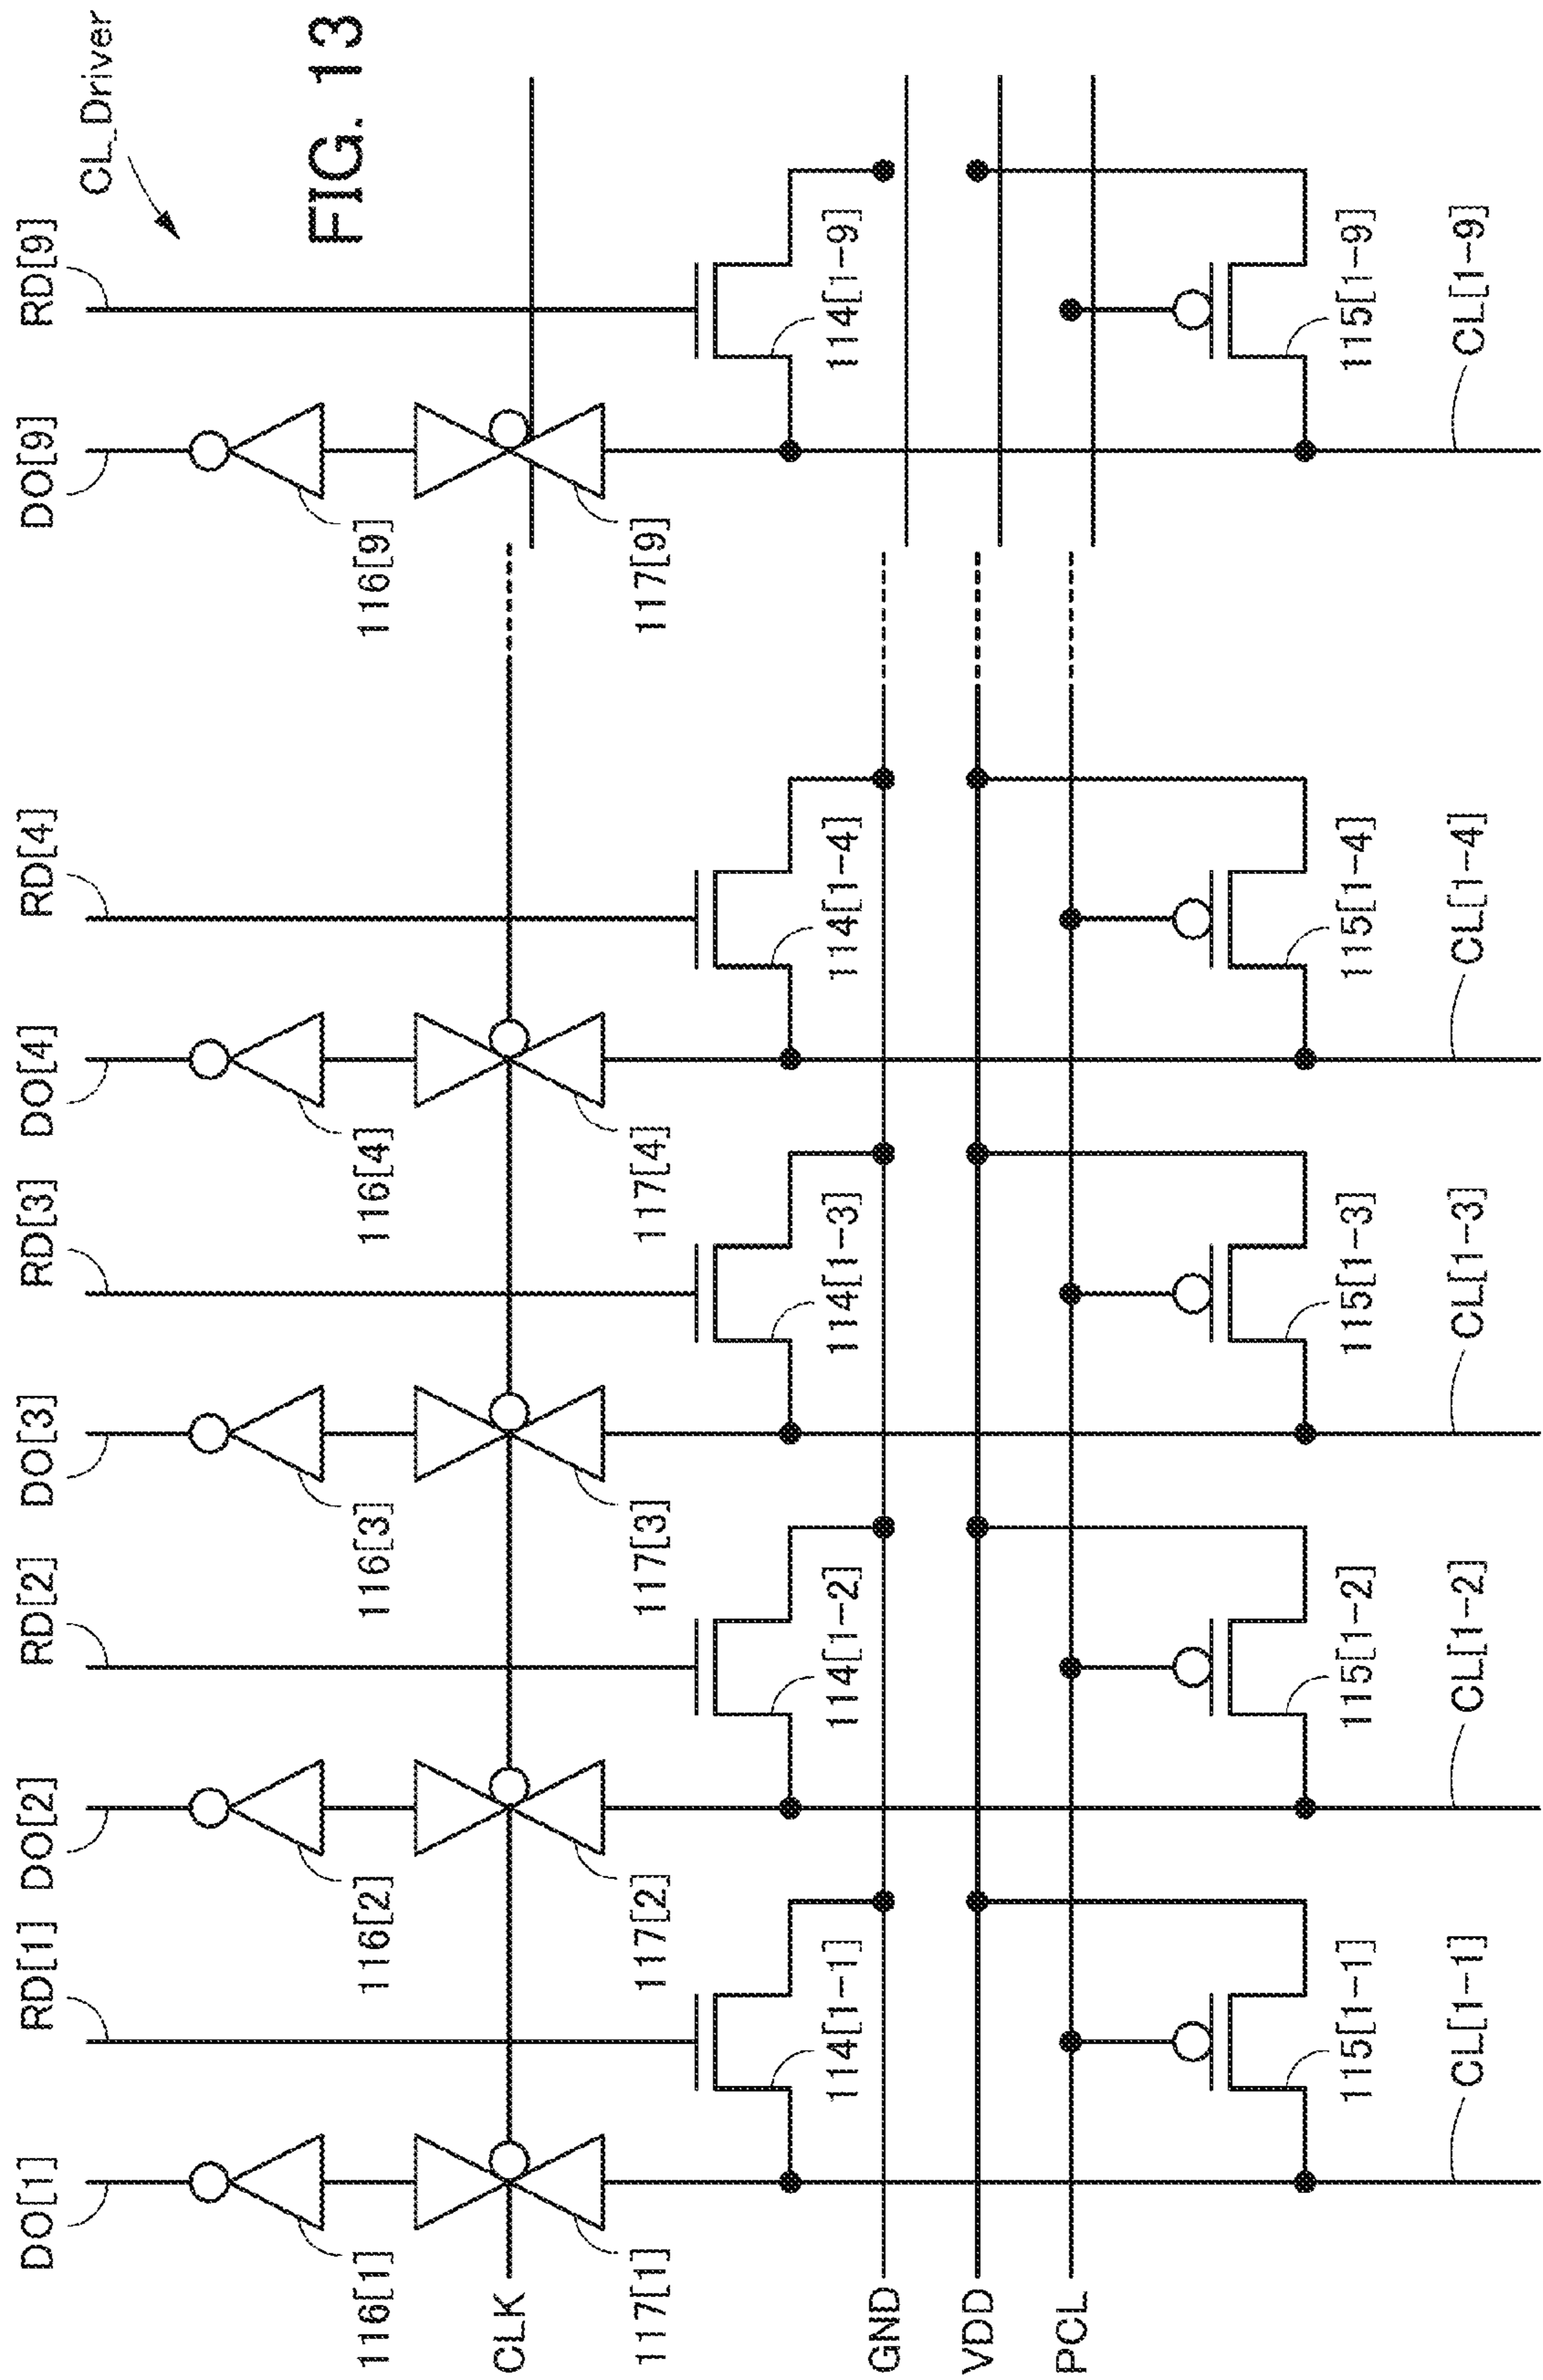 CL_Driver
FIG. 13
DO[1] RD[1] DO[2] RD[2] DO[3] RD[3] DO[4] RD[4] DO[9] RD[9]
116[1] 116[2] 116[3] 116[4] 116[9]
CLK
117[1] 117[2] 117[3] 117[4] 117[9]
114[1-1] 114[1-2] 114[1-3] 114[1-4] 114[1-9]
GND
VDD
PCL
115[1-1] 115[1-2] 115[1-3] 115[1-4] 115[1-9]
CL[1-1] CL[1-2] CL[1-3] CL[1-4] CL[1-9]